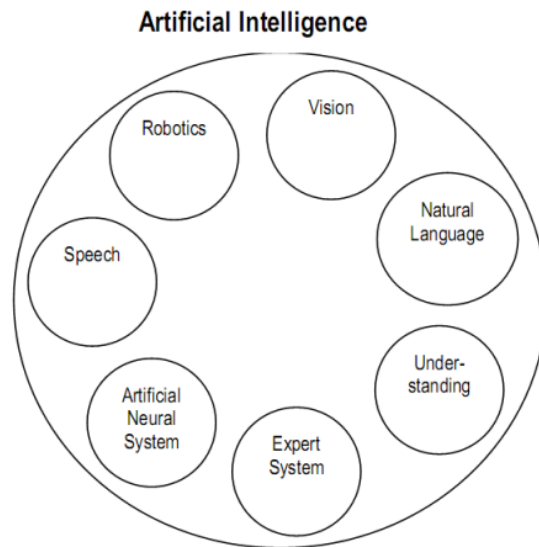 Artificial Intelligence
Vision
Robotics
Natural
Language
Speech
Under-
standing
Artificial
Neural
System
Expert
System